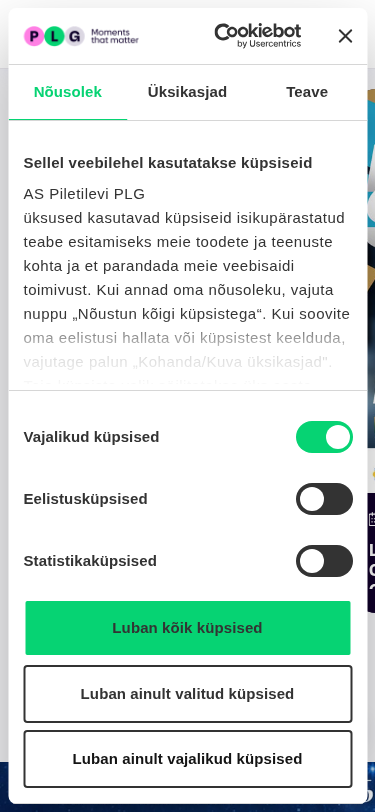 PLG Moments
that matter
Cookiebot
by Usercentrics
Nõusolek Üksikasjad Teave
Sellel veebilehel kasutatakse küpsiseid
AS Piletilevi PLG
üksused kasutavad küpsiseid isikupärastatud
teabe esitamiseks meie toodete ja teenuste
kohta ja et parandada meie veebisaidi
toimivust. Kui annad oma nõusoleku, vajuta
nuppu „Nõustun kõigi küpsistega“. Kui soovite
oma eelistusi hallata või küpsistest keelduda,
vajutage palun „Kohanda/Kuva üksikasjad“.
Vajalikud küpsised
Eelistusküpsised
Statistikaküpsised
Luban kõik küpsised
Luban ainult valitud küpsised
Luban ainult vajalikud küpsised